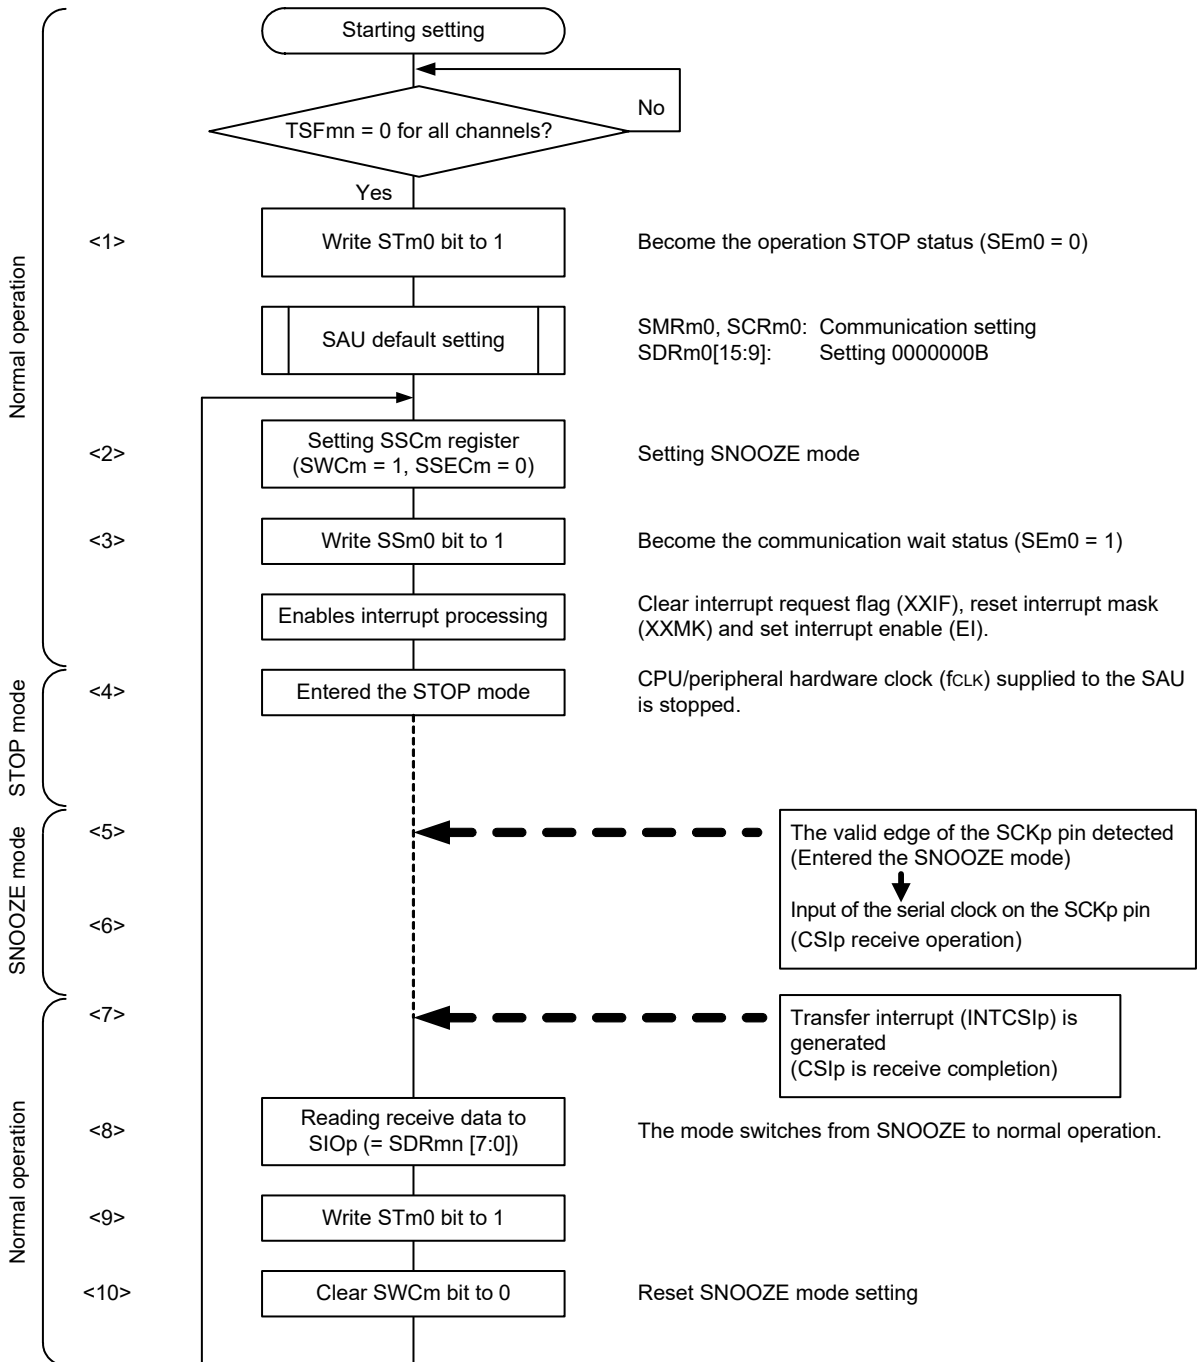 Starting setting
No
TSFmn = 0 for all channels?
Yes
Normal operation
<1>
Write STm0 bit to 1
Become the operation STOP status (SEm0 = 0)
SAU default setting
SMRm0, SCRm0: Communication setting
SDRm0[15:9]: Setting 0000000B
<2>
Setting SSCm register
(SWCm = 1, SSECm = 0)
Setting SNOOZE mode
<3>
Write SSm0 bit to 1
Become the communication wait status (SEm0 = 1)
Enables interrupt processing
Clear interrupt request flag (XXIF), reset interrupt mask
(XXMK) and set interrupt enable (EI).
STOP mode
<4>
Entered the STOP mode
CPU/peripheral hardware clock (fCLK) supplied to the SAU
is stopped.
SNOOZE mode
<5>
The valid edge of the SCKp pin detected
(Entered the SNOOZE mode)
<6>
Input of the serial clock on the SCKp pin
(CSIp receive operation)
Normal operation
<7>
Transfer interrupt (INTCSIp) is
generated
(CSIp is receive completion)
<8>
Reading receive data to
SIOp (= SDRmn [7:0])
The mode switches from SNOOZE to normal operation.
<9>
Write STm0 bit to 1
<10>
Clear SWCm bit to 0
Reset SNOOZE mode setting